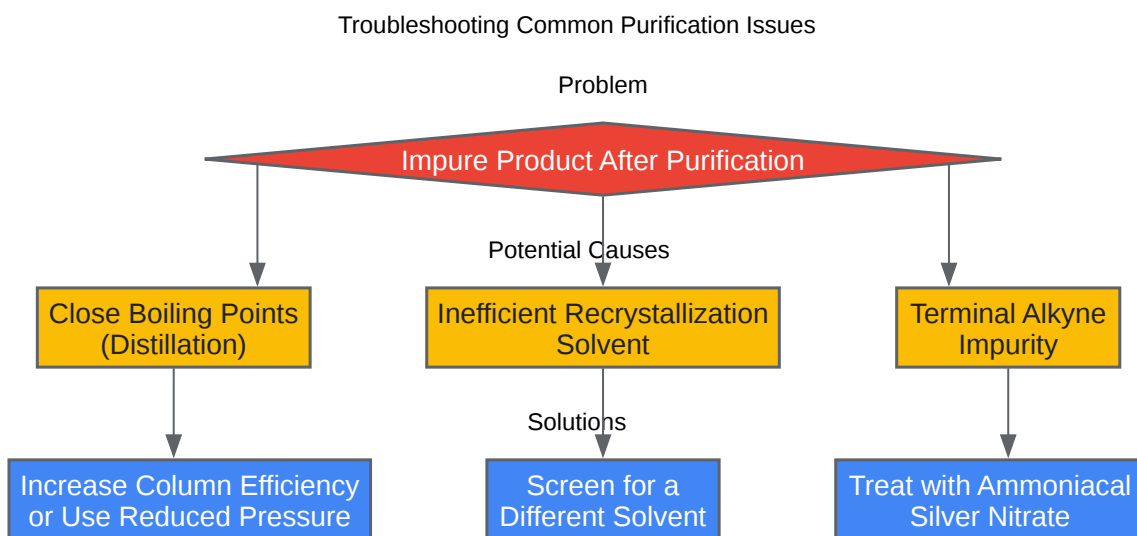 Troubleshooting Common Purification Issues
Problem
Impure Product After Purification
Potential Causes
Close Boiling Points
(Distillation)
Inefficient Recrystallization
Solvent
Terminal Alkyne
Impurity
Solutions
Increase Column Efficiency
or Use Reduced Pressure
Screen for a
Different Solvent
Treat with Ammoniacal
Silver Nitrate